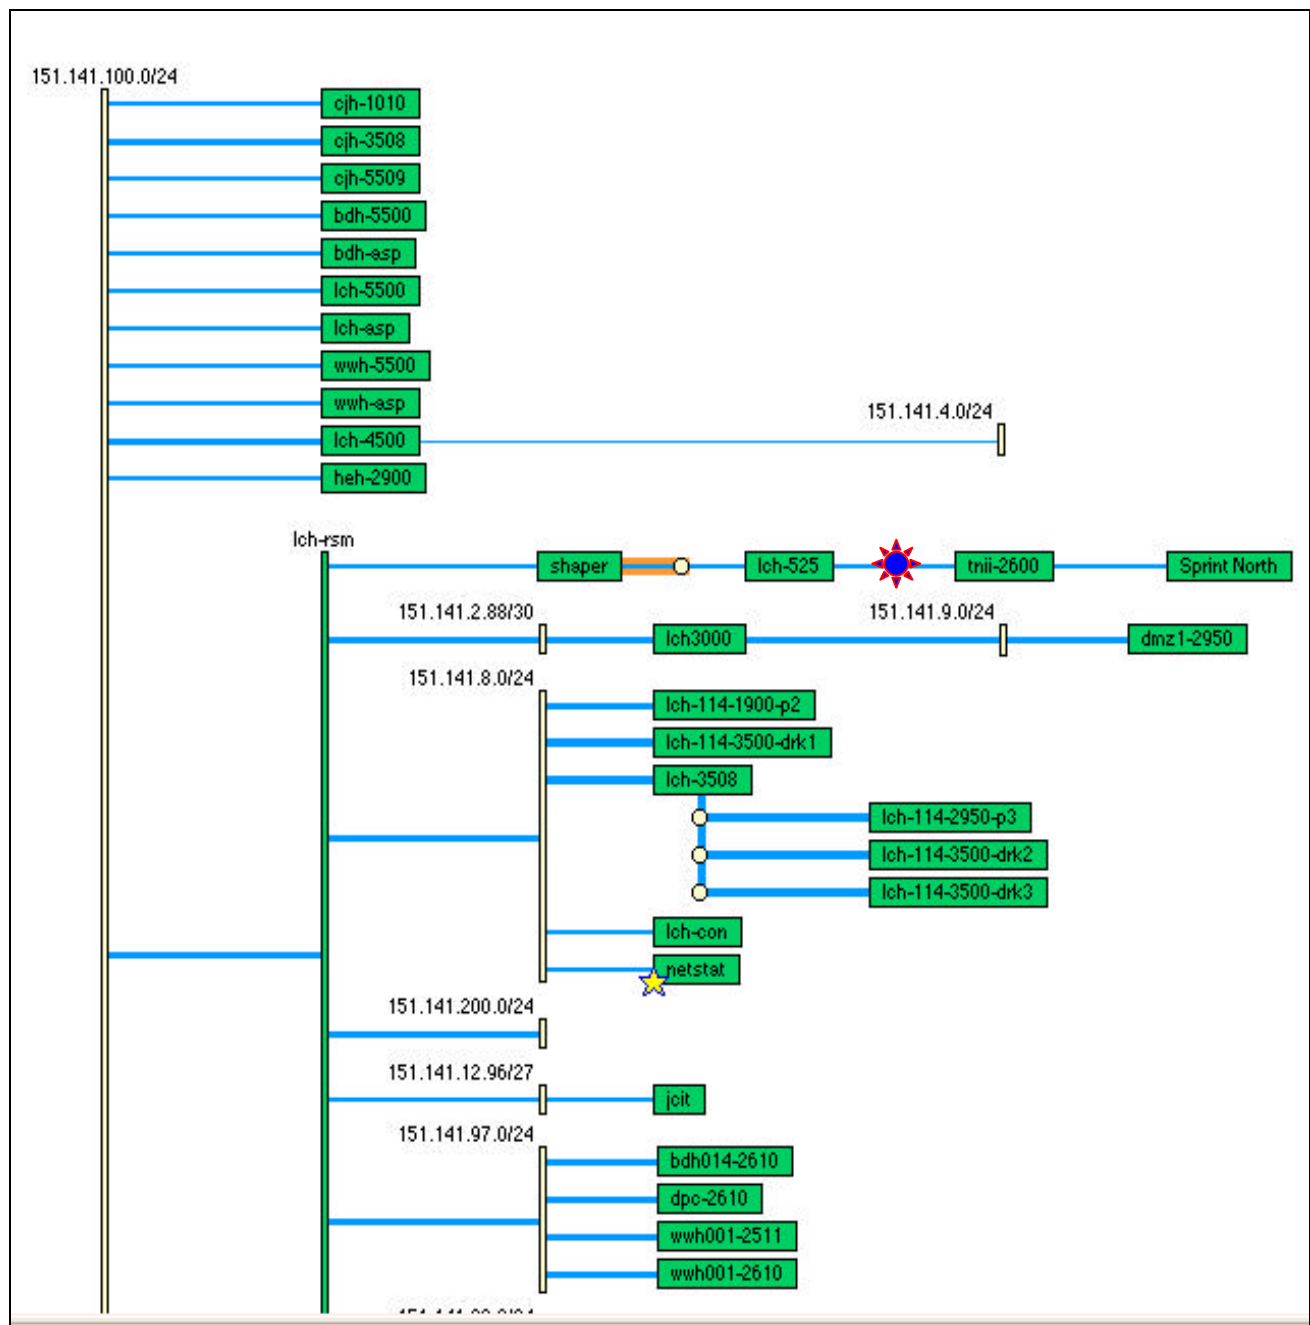 151.141.100.0/24
cjh-1010
cjh-3508
cjh-5509
bdh-5500
bdh-asp
lch-5500
lch-asp
wwh-5500
wwh-asp
151.141.4.0/24
lch-4500
heh-2900
lch-rsm
shaper lch-525 tnii-2600 Sprint North
151.141.2.88/30 151.141.9.0/24
lch3000 dmz1-2950
151.141.8.0/24
lch-114-1900-p2
lch-114-3500-drk1
lch-3508
lch-114-2950-p3
lch-114-3500-drk2
lch-114-3500-drk3
lch-con
netstat
151.141.200.0/24
151.141.12.96/27
jcit
151.141.97.0/24
bdh014-2610
dpc-2610
wwh001-2511
wwh001-2610